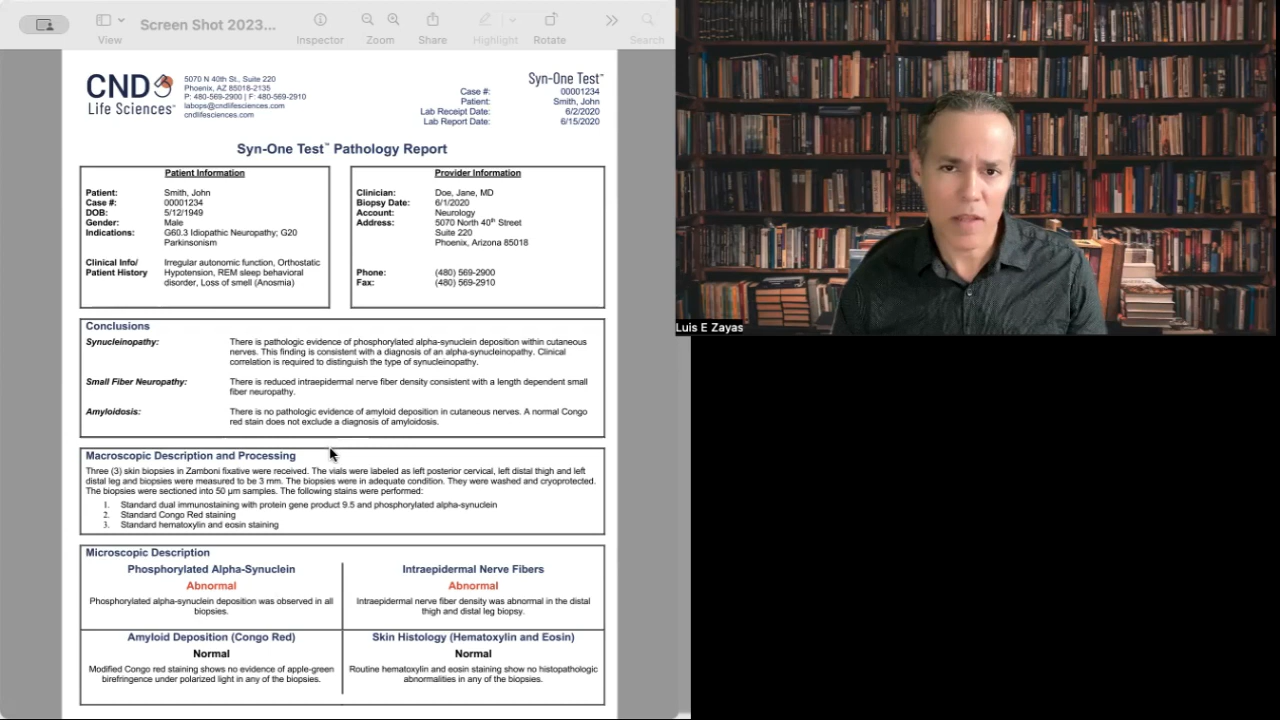 Screen Shot 2023...
View
Inspector
Zoom
Share
Highlight
Rotate
Search
CND
Life Sciences™
5070 N 40th St., Suite 220
Phoenix, AZ 85018-2135
P: 480-569-2900 | F: 480-569-2910
labops@cndlifesciences.com
cndlifesciences.com
Syn-One Test™
Case #: 00001234
Patient: Smith, John
Lab Receipt Date: 6/2/2020
Lab Report Date: 6/15/2020
Syn-One Test™ Pathology Report
Patient Information
Patient: Smith, John
Case #: 00001234
DOB: 5/12/1949
Gender: Male
Indications: G60.3 Idiopathic Neuropathy; G20
Parkinsonism
Clinical Info/ Irregular autonomic function, Orthostatic
Patient History Hypotension, REM sleep behavioral
disorder, Loss of smell (Anosmia)
Provider Information
Clinician: Doe, Jane, MD
Biopsy Date: 6/1/2020
Account: Neurology
Address: 5070 North 40th Street
Suite 220
Phoenix, Arizona 85018
Phone: (480) 569-2900
Fax: (480) 569-2910
Conclusions
Synucleinopathy: There is pathologic evidence of phosphorylated alpha-synuclein deposition within cutaneous
nerves. This finding is consistent with a diagnosis of an alpha-synucleinopathy. Clinical
correlation is required to distinguish the type of synucleinopathy.
Small Fiber Neuropathy: There is reduced intraepidermal nerve fiber density consistent with a length dependent small
fiber neuropathy.
Amyloidosis: There is no pathologic evidence of amyloid deposition in cutaneous nerves. A normal Congo
red stain does not exclude a diagnosis of amyloidosis.
Macroscopic Description and Processing
Three (3) skin biopsies in Zamboni fixative were received. The vials were labeled as left posterior cervical, left distal thigh and left
distal leg and biopsies were measured to be 3 mm. The biopsies were in adequate condition. They were washed and cryoprotected.
The biopsies were sectioned into 50 µm samples. The following stains were performed:
1. Standard dual immunostaining with protein gene product 9.5 and phosphorylated alpha-synuclein
2. Standard Congo Red staining
3. Standard hematoxylin and eosin staining
Microscopic Description
Phosphorylated Alpha-Synuclein
Abnormal
Phosphorylated alpha-synuclein deposition was observed in all
biopsies.
Intraepidermal Nerve Fibers
Abnormal
Intraepidermal nerve fiber density was abnormal in the distal
thigh and distal leg biopsy.
Amyloid Deposition (Congo Red)
Normal
Modified Congo red staining shows no evidence of apple-green
birefringence under polarized light in any of the biopsies.
Skin Histology (Hematoxylin and Eosin)
Normal
Routine hematoxylin and eosin staining show no histopathologic
abnormalities in any of the biopsies.
Luis E Zayas